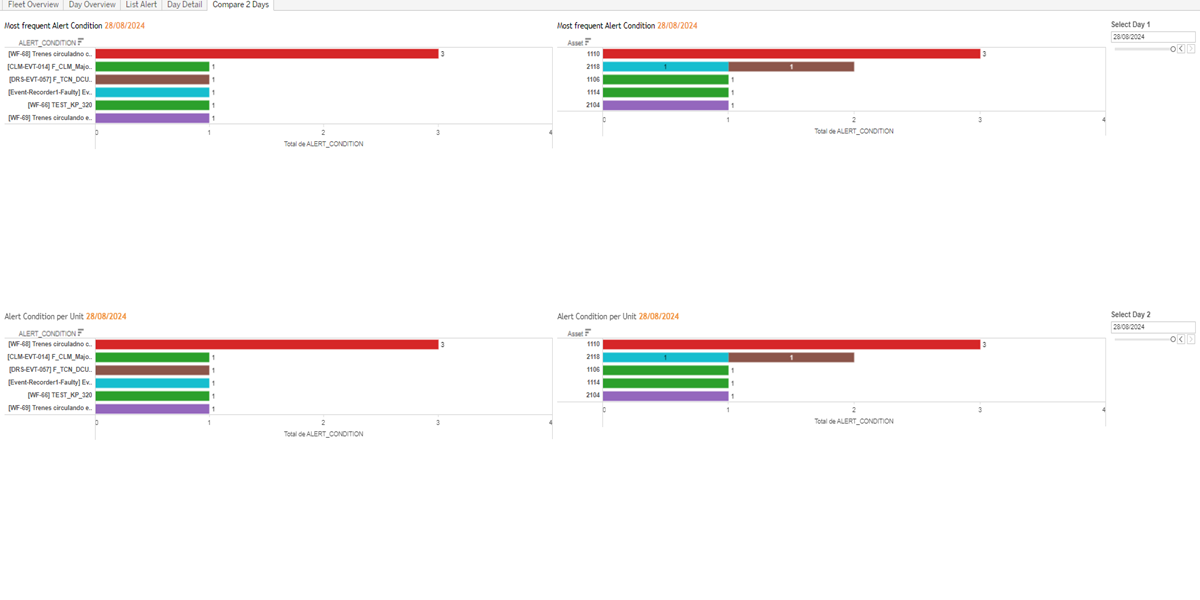 Fleet Overview Day Overview List Alert Day Detail Compare 2 Days
Most frequent Alert Condition 28/08/2024
ALERT_CONDITION
[WF-68] Trenes circuladno c..
3
[CLM-EVT-014] F_CLM_Majo..
1
[DRS-EVT-057] F_TCN_DCU..
1
[Event-Recorder1-Faulty] Ev..
1
[WF-66] TEST_KP_320
1
[WF-69] Trenes circulando e..
1
0 1 2 3 4
Total de ALERT_CONDITION
Most frequent Alert Condition 28/08/2024
Asset
1110
3
2118
1 1
1106
1
1114
1
2104
1
0 1 2 3 4
Total de ALERT_CONDITION
Select Day 1
28/08/2024
Alert Condition per Unit 28/08/2024
ALERT_CONDITION
[WF-68] Trenes circuladno c..
3
[CLM-EVT-014] F_CLM_Majo..
1
[DRS-EVT-057] F_TCN_DCU..
1
[Event-Recorder1-Faulty] Ev..
1
[WF-66] TEST_KP_320
1
[WF-69] Trenes circulando e..
1
0 1 2 3 4
Total de ALERT_CONDITION
Alert Condition per Unit 28/08/2024
Asset
1110
3
2118
1 1
1106
1
1114
1
2104
1
0 1 2 3 4
Total de ALERT_CONDITION
Select Day 2
28/08/2024